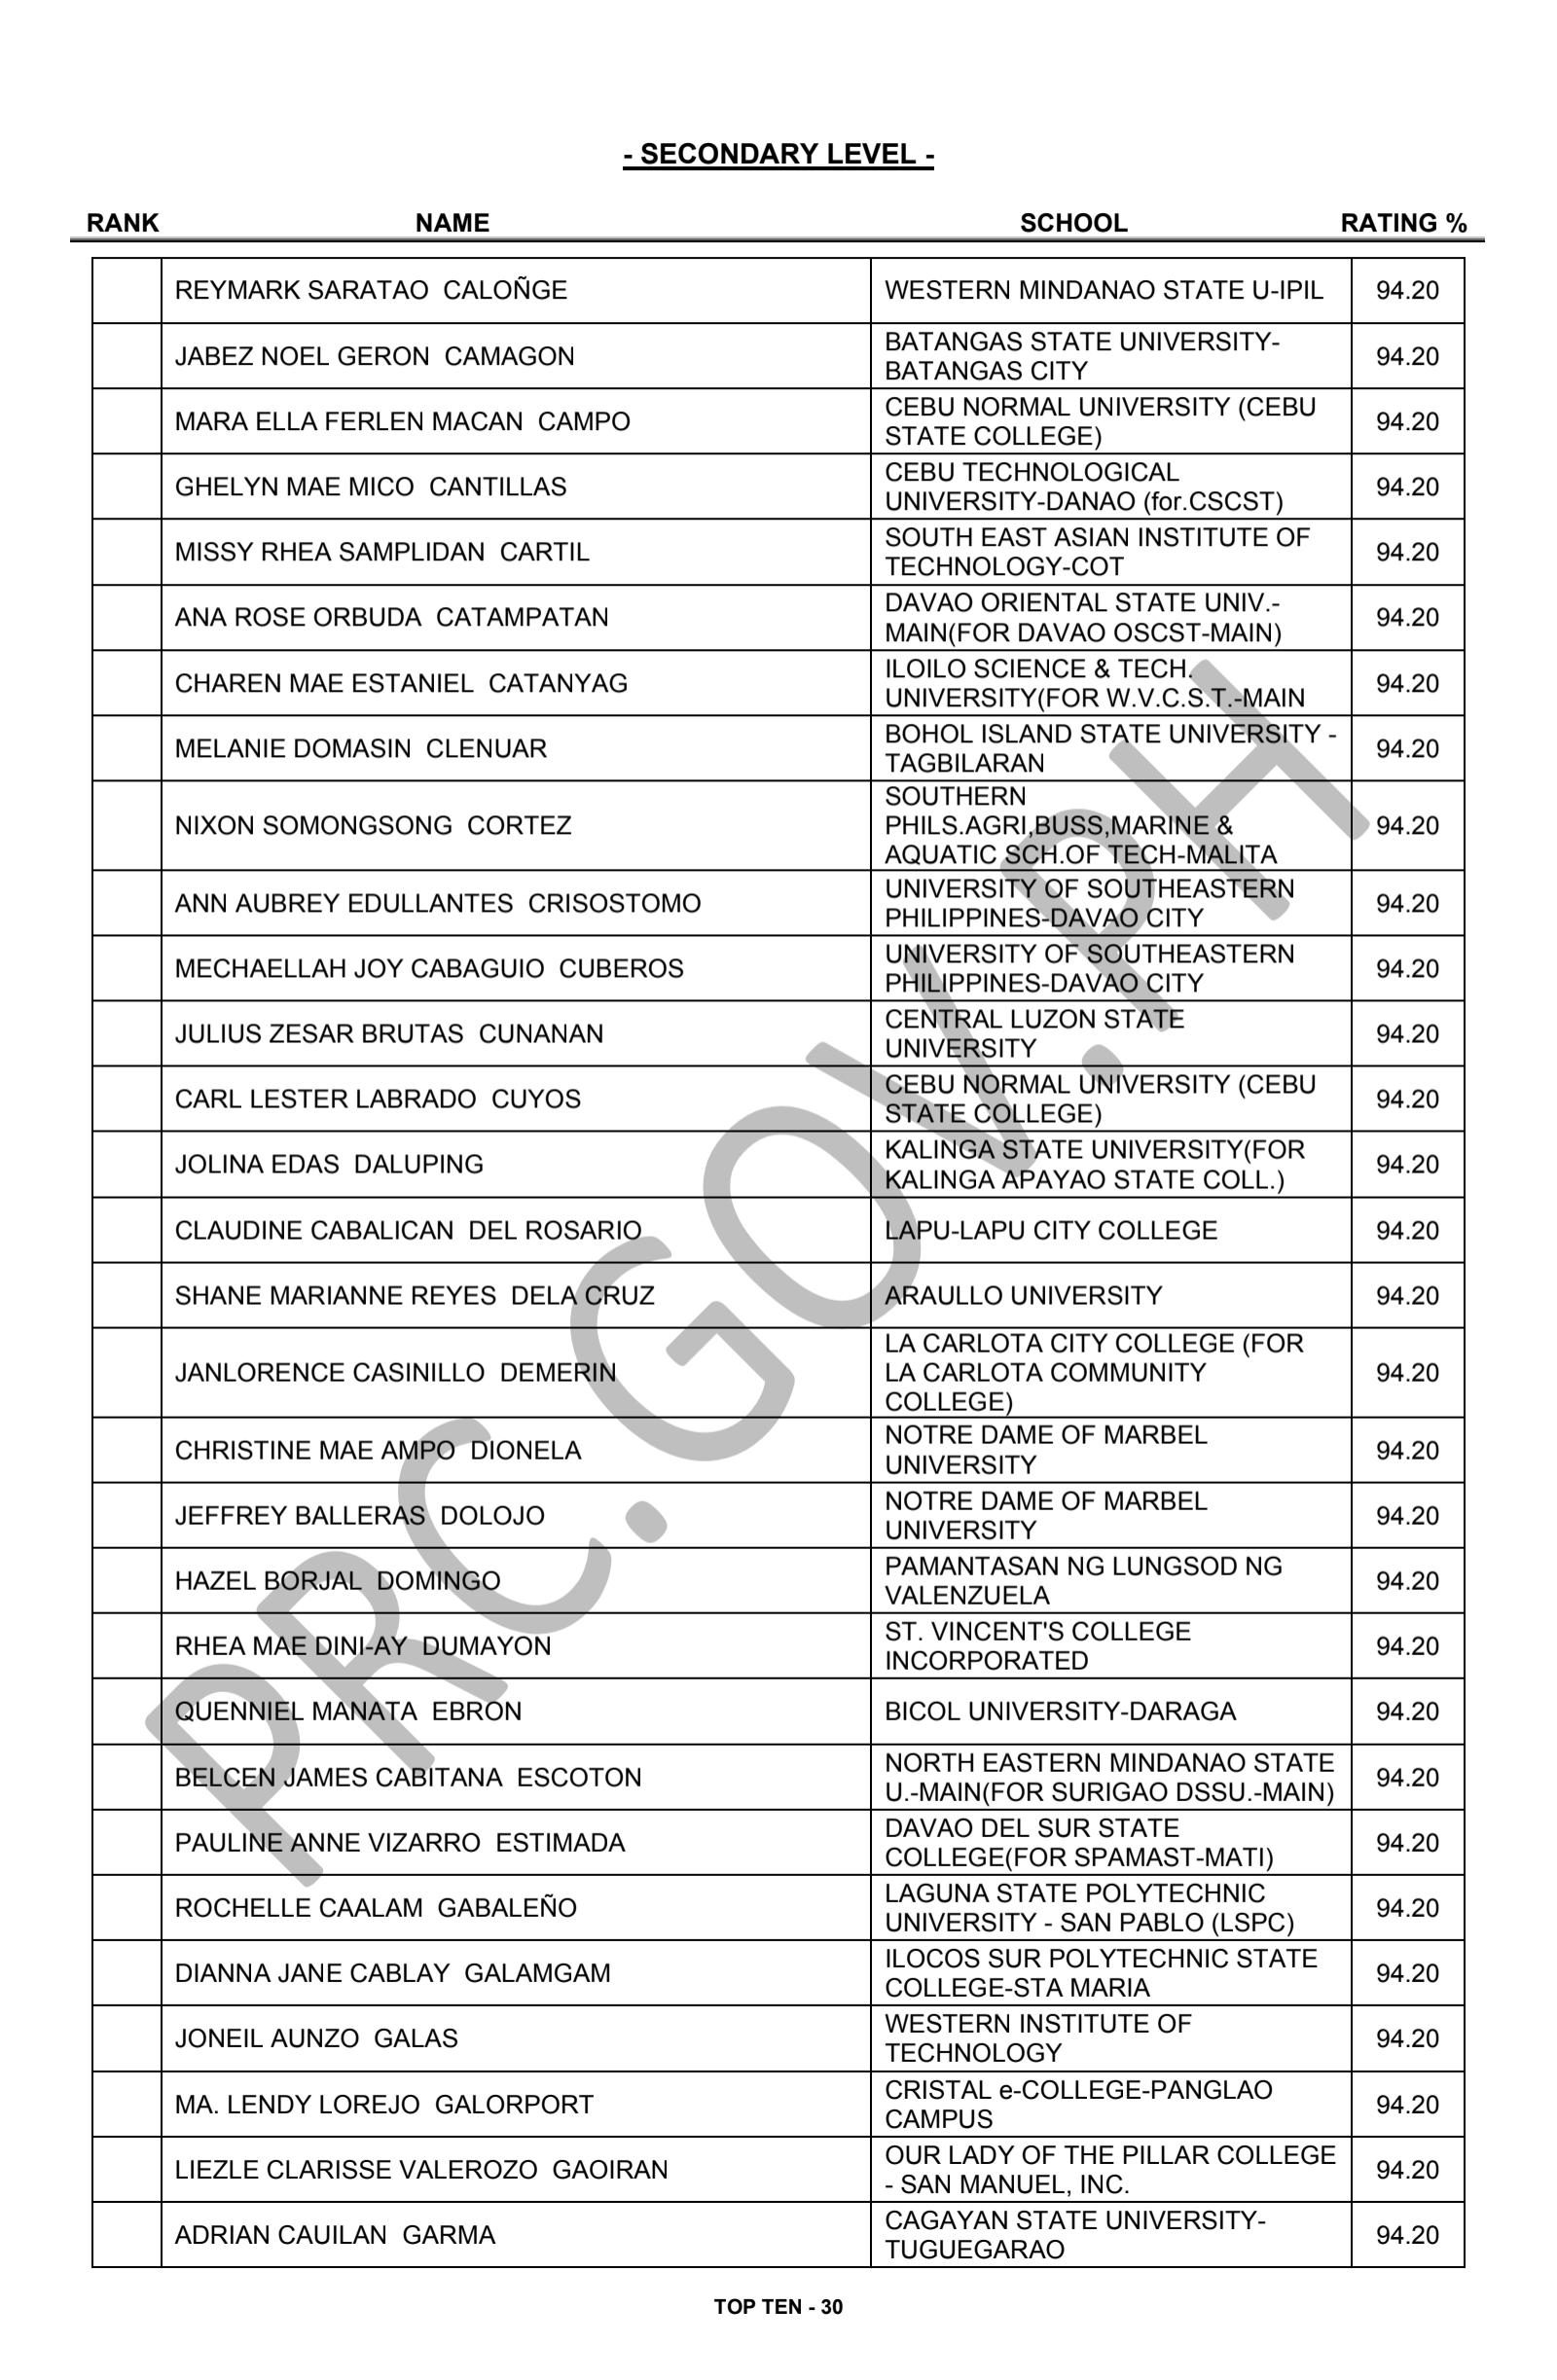 - SECONDARY LEVEL -
RANK NAME SCHOOL RATING %
REYMARK SARATAO CALOÑGE WESTERN MINDANAO STATE U-IPIL 94.20
JABEZ NOEL GERON CAMAGON BATANGAS STATE UNIVERSITY-
BATANGAS CITY 94.20
MARA ELLA FERLEN MACAN CAMPO CEBU NORMAL UNIVERSITY (CEBU
STATE COLLEGE) 94.20
GHELYN MAE MICO CANTILLAS CEBU TECHNOLOGICAL
UNIVERSITY-DANAO (for.CSCST) 94.20
MISSY RHEA SAMPLIDAN CARTIL SOUTH EAST ASIAN INSTITUTE OF
TECHNOLOGY-COT 94.20
ANA ROSE ORBUDA CATAMPATAN DAVAO ORIENTAL STATE UNIV.-
MAIN(FOR DAVAO OSCST-MAIN) 94.20
CHAREN MAE ESTANIEL CATANYAG ILOILO SCIENCE & TECH.
UNIVERSITY(FOR W.V.C.S.T.-MAIN 94.20
MELANIE DOMASIN CLENUAR BOHOL ISLAND STATE UNIVERSITY -
TAGBILARAN 94.20
NIXON SOMONGSONG CORTEZ SOUTHERN
PHILS.AGRI,BUSS,MARINE &
AQUATIC SCH.OF TECH-MALITA 94.20
ANN AUBREY EDULLANTES CRISOSTOMO UNIVERSITY OF SOUTHEASTERN
PHILIPPINES-DAVAO CITY 94.20
MECHAELLAH JOY CABAGUIO CUBEROS UNIVERSITY OF SOUTHEASTERN
PHILIPPINES-DAVAO CITY 94.20
JULIUS ZESAR BRUTAS CUNANAN CENTRAL LUZON STATE
UNIVERSITY 94.20
CARL LESTER LABRADO CUYOS CEBU NORMAL UNIVERSITY (CEBU
STATE COLLEGE) 94.20
JOLINA EDAS DALUPING KALINGA STATE UNIVERSITY(FOR
KALINGA APAYAO STATE COLL.) 94.20
CLAUDINE CABALICAN DEL ROSARIO LAPU-LAPU CITY COLLEGE 94.20
SHANE MARIANNE REYES DELA CRUZ ARAULLO UNIVERSITY 94.20
JANLORENCE CASINILLO DEMERIN LA CARLOTA CITY COLLEGE (FOR
LA CARLOTA COMMUNITY
COLLEGE) 94.20
CHRISTINE MAE AMPO DIONELA NOTRE DAME OF MARBEL
UNIVERSITY 94.20
JEFFREY BALLERAS DOLOJO NOTRE DAME OF MARBEL
UNIVERSITY 94.20
HAZEL BORJAL DOMINGO PAMANTASAN NG LUNGSOD NG
VALENZUELA 94.20
RHEA MAE DINI-AY DUMAYON ST. VINCENT'S COLLEGE
INCORPORATED 94.20
QUENNIEL MANATA EBRON BICOL UNIVERSITY-DARAGA 94.20
BELCEN JAMES CABITANA ESCOTON NORTH EASTERN MINDANAO STATE
U.-MAIN(FOR SURIGAO DSSU.-MAIN) 94.20
PAULINE ANNE VIZARRO ESTIMADA DAVAO DEL SUR STATE
COLLEGE(FOR SPAMAST-MATI) 94.20
ROCHELLE CAALAM GABALEÑO LAGUNA STATE POLYTECHNIC
UNIVERSITY - SAN PABLO (LSPC) 94.20
DIANNA JANE CABLAY GALAMGAM ILOCOS SUR POLYTECHNIC STATE
COLLEGE-STA MARIA 94.20
JONEIL AUNZO GALAS WESTERN INSTITUTE OF
TECHNOLOGY 94.20
MA. LENDY LOREJO GALORPORT CRISTAL e-COLLEGE-PANGLAO
CAMPUS 94.20
LIEZLE CLARISSE VALEROZO GAOIRAN OUR LADY OF THE PILLAR COLLEGE
- SAN MANUEL, INC. 94.20
ADRIAN CAUILAN GARMA CAGAYAN STATE UNIVERSITY-
TUGUEGARAO 94.20
PRC.GOV.PH
TOP TEN - 30